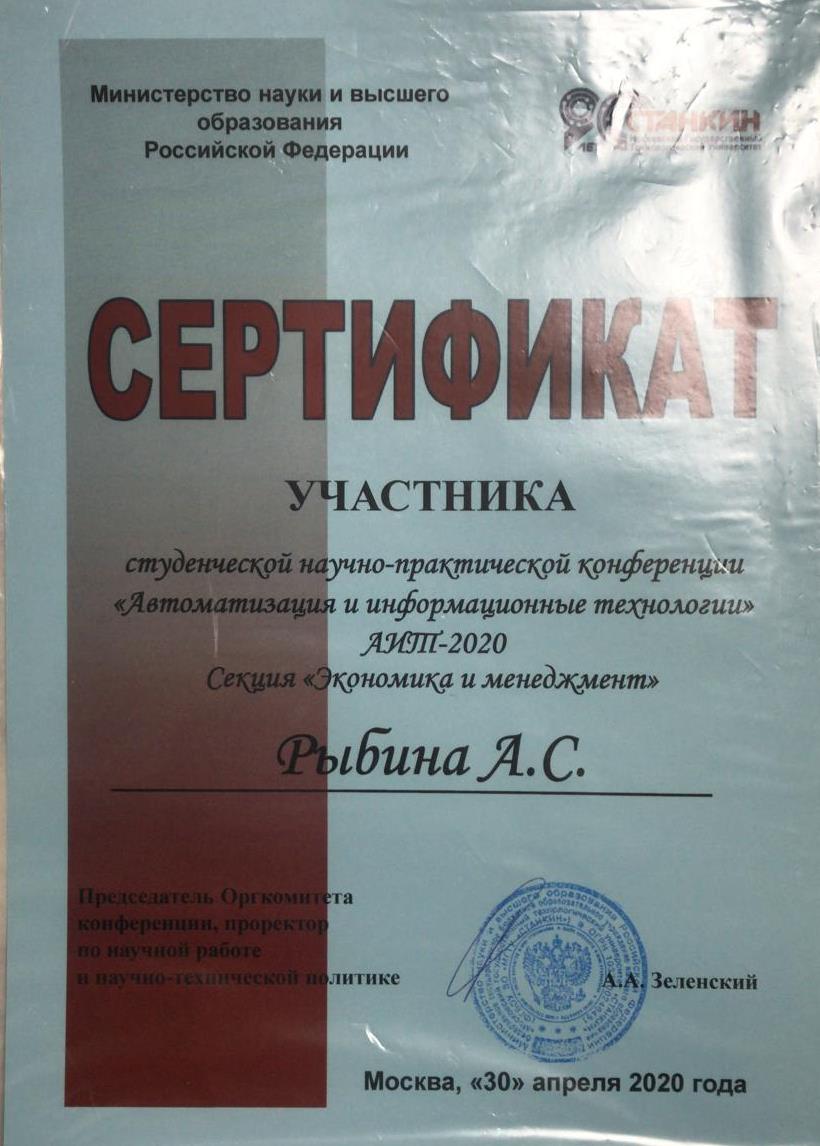 Министерство науки и высшего
образования
Российской Федерации
СТАНКИН
СЕРТИФИКАТ
УЧАСТНИКА
студенческой научно-практической конференции
«Автоматизация и информационные технологии»
АИТ-2020
Секция «Экономика и менеджмент»
Рыбина А.С.
Председатель Оргкомитета
конференции, проректор
по научной работе
и научно-технической политике
А.А. Зеленский
Москва, «30» апреля 2020 года